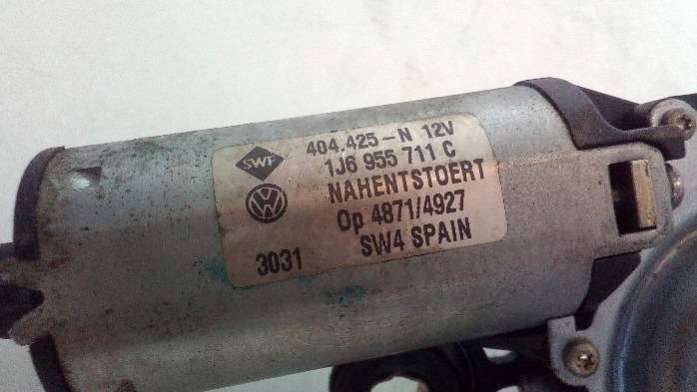 SWF 404.425-N 12V
1J6 955 711 C
NAHENTSTOERT
Op 4871/4927
3031 SW4 SPAIN